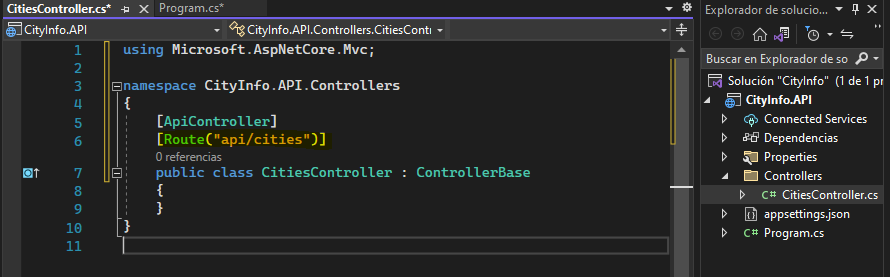 CitiesController.cs*
Program.cs*
CityInfo.API
CityInfo.API.Controllers.CitiesContr
1 using Microsoft.AspNetCore.Mvc;
2
3 namespace CityInfo.API.Controllers
4 {
5 [ApiController]
6 [Route("api/cities")]
0 referencias
7 public class CitiesController : ControllerBase
8 {
9 }
10 }
11
Explorador de solucio...
Buscar en Explorador de so
Solución "CityInfo" (1 de 1 pr
CityInfo.API
Connected Services
Dependencias
Properties
Controllers
C# CitiesController.cs
appsettings.json
C# Program.cs